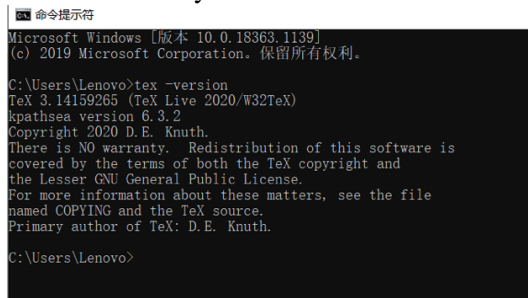 命令提示符
Microsoft Windows [版本 10.0.18363.1139]
(c) 2019 Microsoft Corporation。保留所有权利。
C:\Users\Lenovo>tex -version
TeX 3.14159265 (TeX Live 2020/W32TeX)
kpathsea version 6.3.2
Copyright 2020 D.E. Knuth.
There is NO warranty.  Redistribution of this software is
covered by the terms of both the TeX copyright and
the Lesser GNU General Public License.
For more information about these matters, see the file
named COPYING and the TeX source.
Primary author of TeX: D.E. Knuth.
C:\Users\Lenovo>